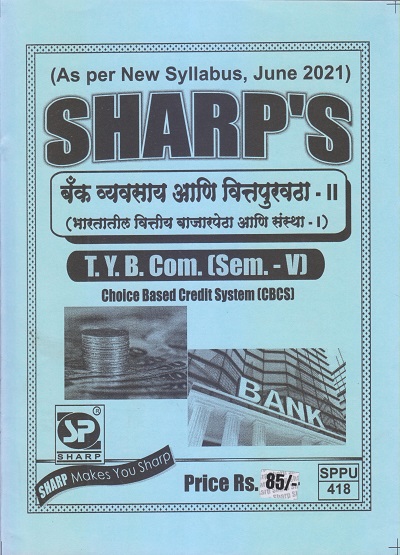 (As per New Syllabus, June 2021)
SHARP'S
बँक व्यवसाय आणि वित्तपुरवठा - II
(भारतातील वित्तीय बाजारपेठा आणि संस्था - I)
T. Y. B. Com. (Sem. - V)
Choice Based Credit System (CBCS)
BANK
SP ®
SHARP
SHARP Makes You Sharp
Price Rs. 85/-
SPPU
418